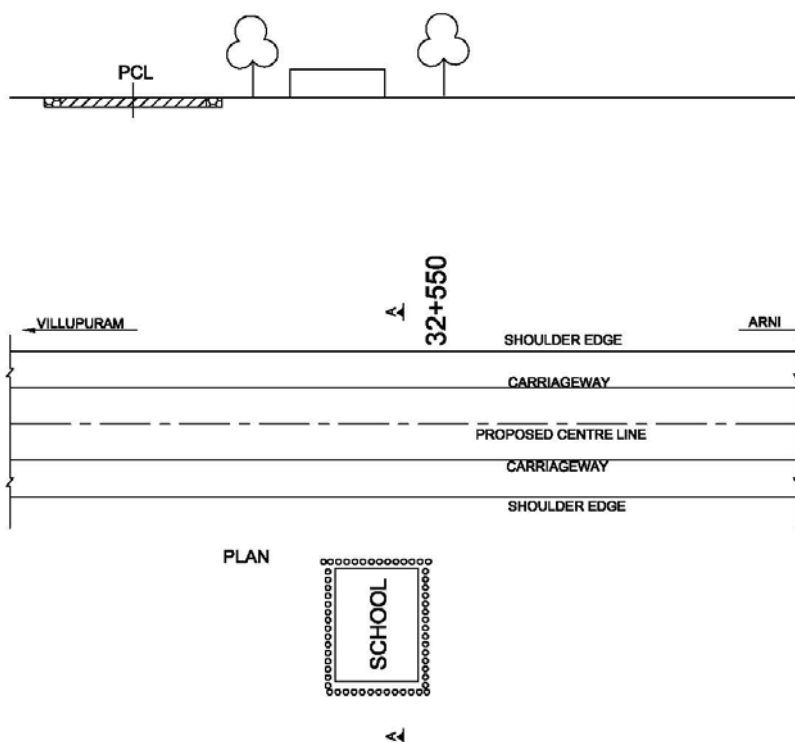 PCL
A
32+550
VILLUPURAM
ARNI
SHOULDER EDGE
CARRIAGEWAY
PROPOSED CENTRE LINE
CARRIAGEWAY
SHOULDER EDGE
PLAN
SCHOOL
A